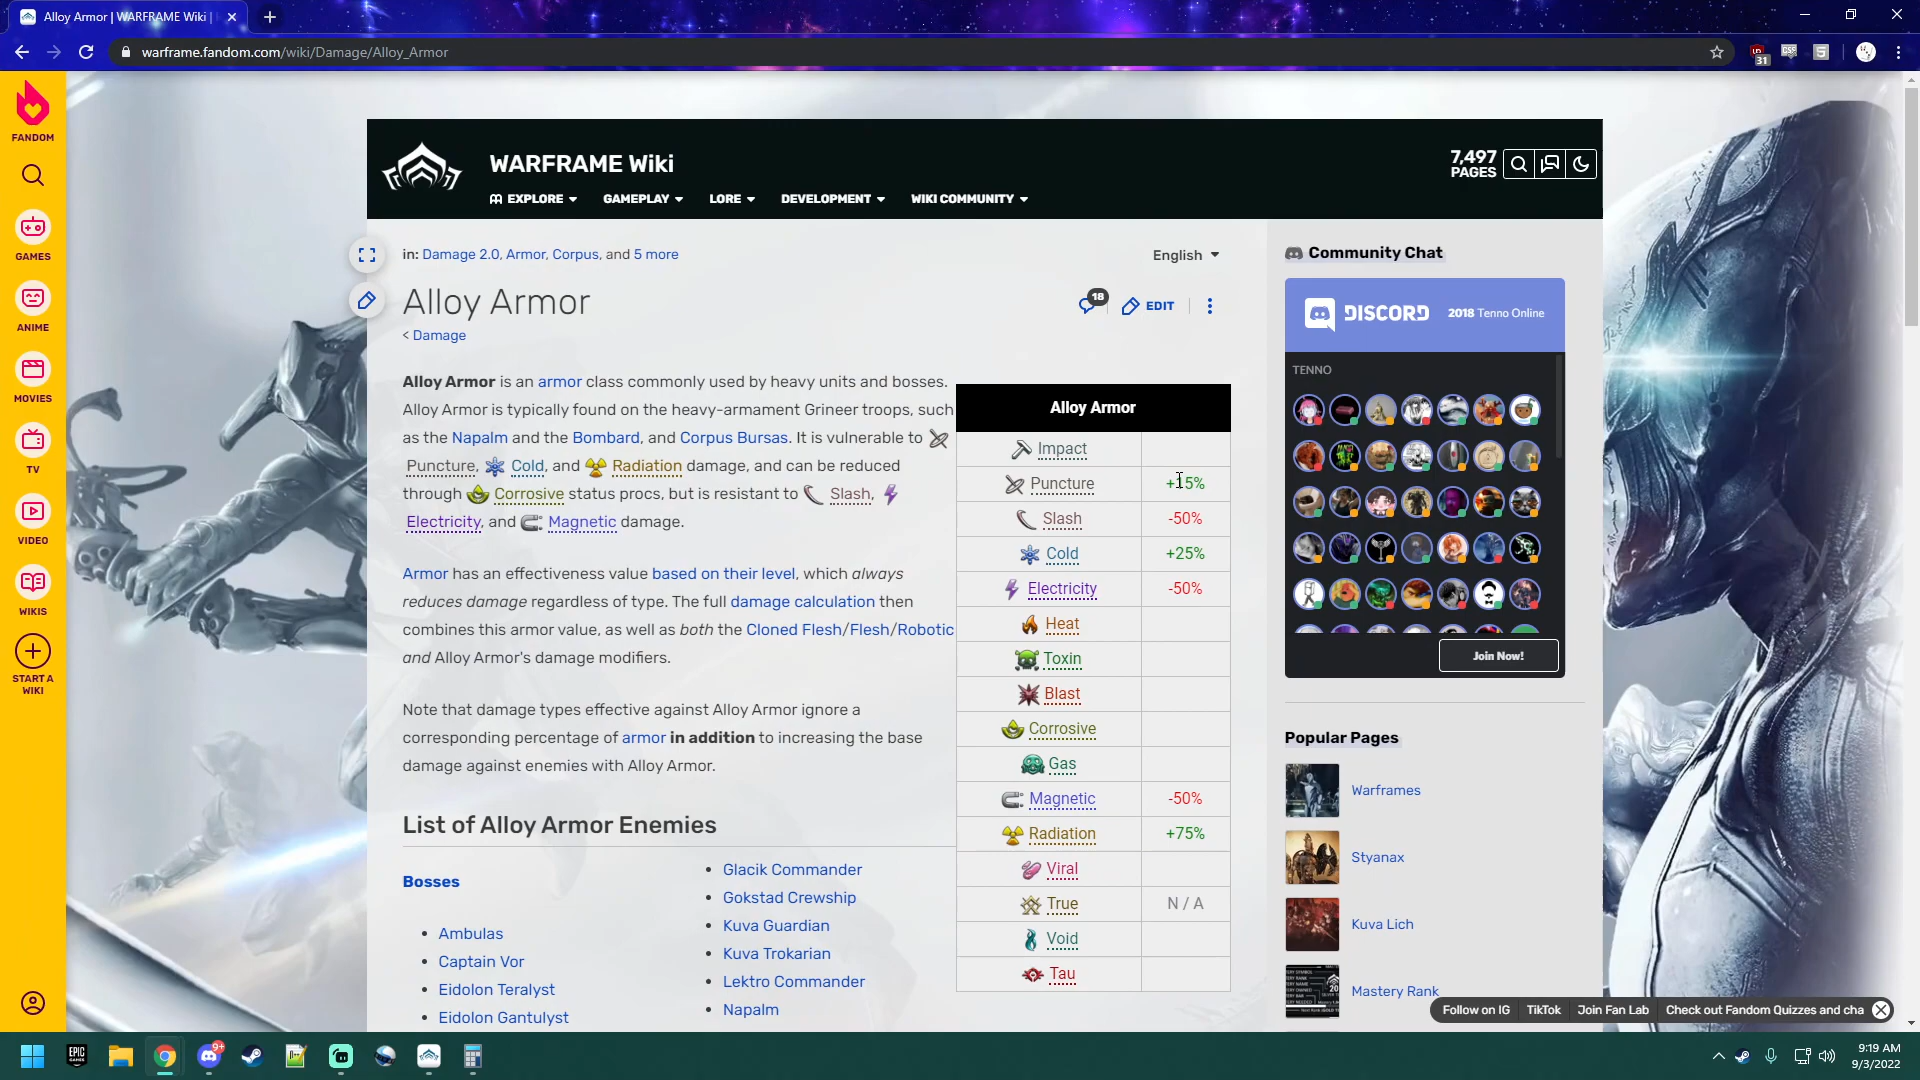 Alloy Armor | WARFRAME Wiki |
warframe.fandom.com/wiki/Damage/Alloy_Armor
31
FANDOM
GAMES
ANIME
MOVIES
TV
VIDEO
WIKIS
START A
WIKI
WARFRAME Wiki
7,497
PAGES
EXPLORE
GAMEPLAY
LORE
DEVELOPMENT
WIKI COMMUNITY
in: Damage 2.0, Armor, Corpus, and 5 more
English
Alloy Armor
18
EDIT
< Damage
Alloy Armor is an armor class commonly used by heavy units and bosses.
Alloy Armor is typically found on the heavy-armament Grineer troops, such
as the Napalm and the Bombard, and Corpus Bursas. It is vulnerable to
Puncture, Cold, and Radiation damage, and can be reduced
through Corrosive status procs, but is resistant to Slash,
Electricity, and Magnetic damage.
Armor has an effectiveness value based on their level, which always
reduces damage regardless of type. The full damage calculation then
combines this armor value, as well as both the Cloned Flesh/Flesh/Robotic
and Alloy Armor's damage modifiers.
Note that damage types effective against Alloy Armor ignore a
corresponding percentage of armor in addition to increasing the base
damage against enemies with Alloy Armor.
List of Alloy Armor Enemies
Bosses
• Ambulas
• Captain Vor
• Eidolon Teralyst
• Eidolon Gantulyst
• Glacik Commander
• Gokstad Crewship
• Kuva Guardian
• Kuva Trokarian
• Lektro Commander
• Napalm
Alloy Armor
Impact
Puncture +15%
Slash -50%
Cold +25%
Electricity -50%
Heat
Toxin
Blast
Corrosive
Gas
Magnetic -50%
Radiation +75%
Viral
True N / A
Void
Tau
Community Chat
DISCORD
2018 Tenno Online
TENNO
Join Now!
Popular Pages
Warframes
Styanax
Kuva Lich
Mastery Rank
Follow on IG
TikTok
Join Fan Lab
Check out Fandom Quizzes and cha
EPIC
9+
9:19 AM
9/3/2022